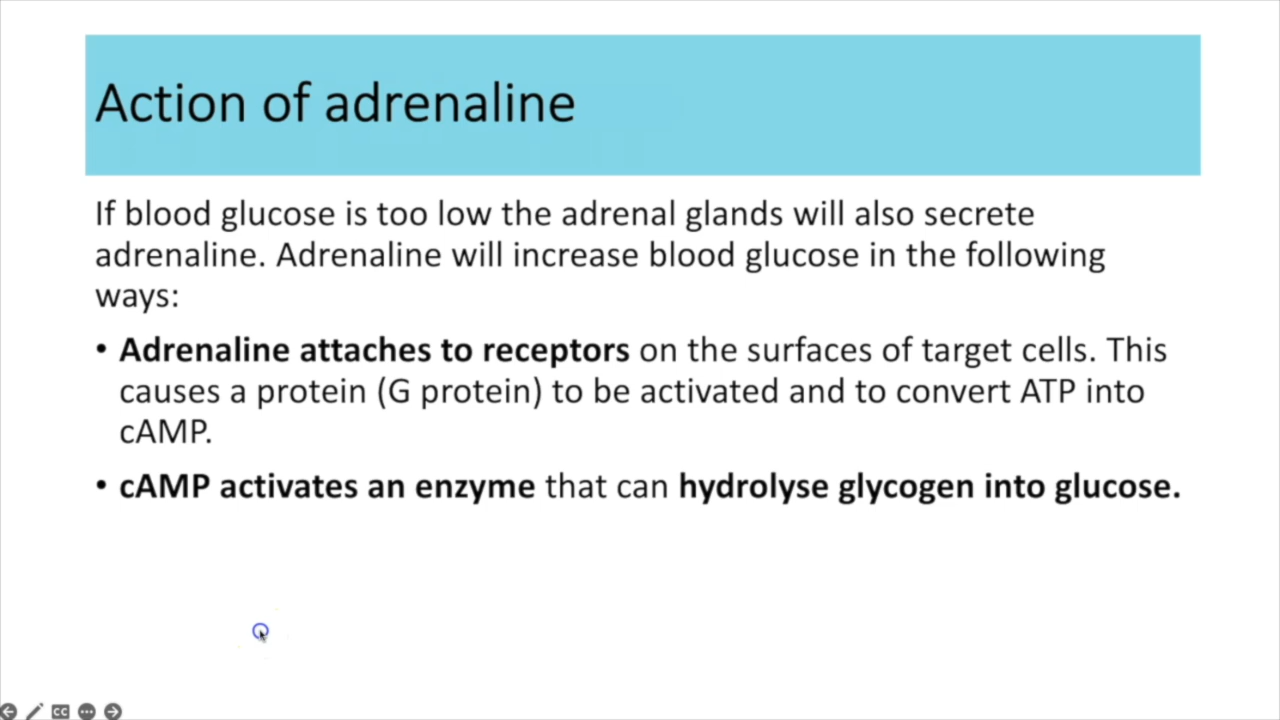 Action of adrenaline
If blood glucose is too low the adrenal glands will also secrete
adrenaline. Adrenaline will increase blood glucose in the following
ways:
• Adrenaline attaches to receptors on the surfaces of target cells. This
causes a protein (G protein) to be activated and to convert ATP into
cAMP.
• cAMP activates an enzyme that can hydrolyse glycogen into glucose.
CC